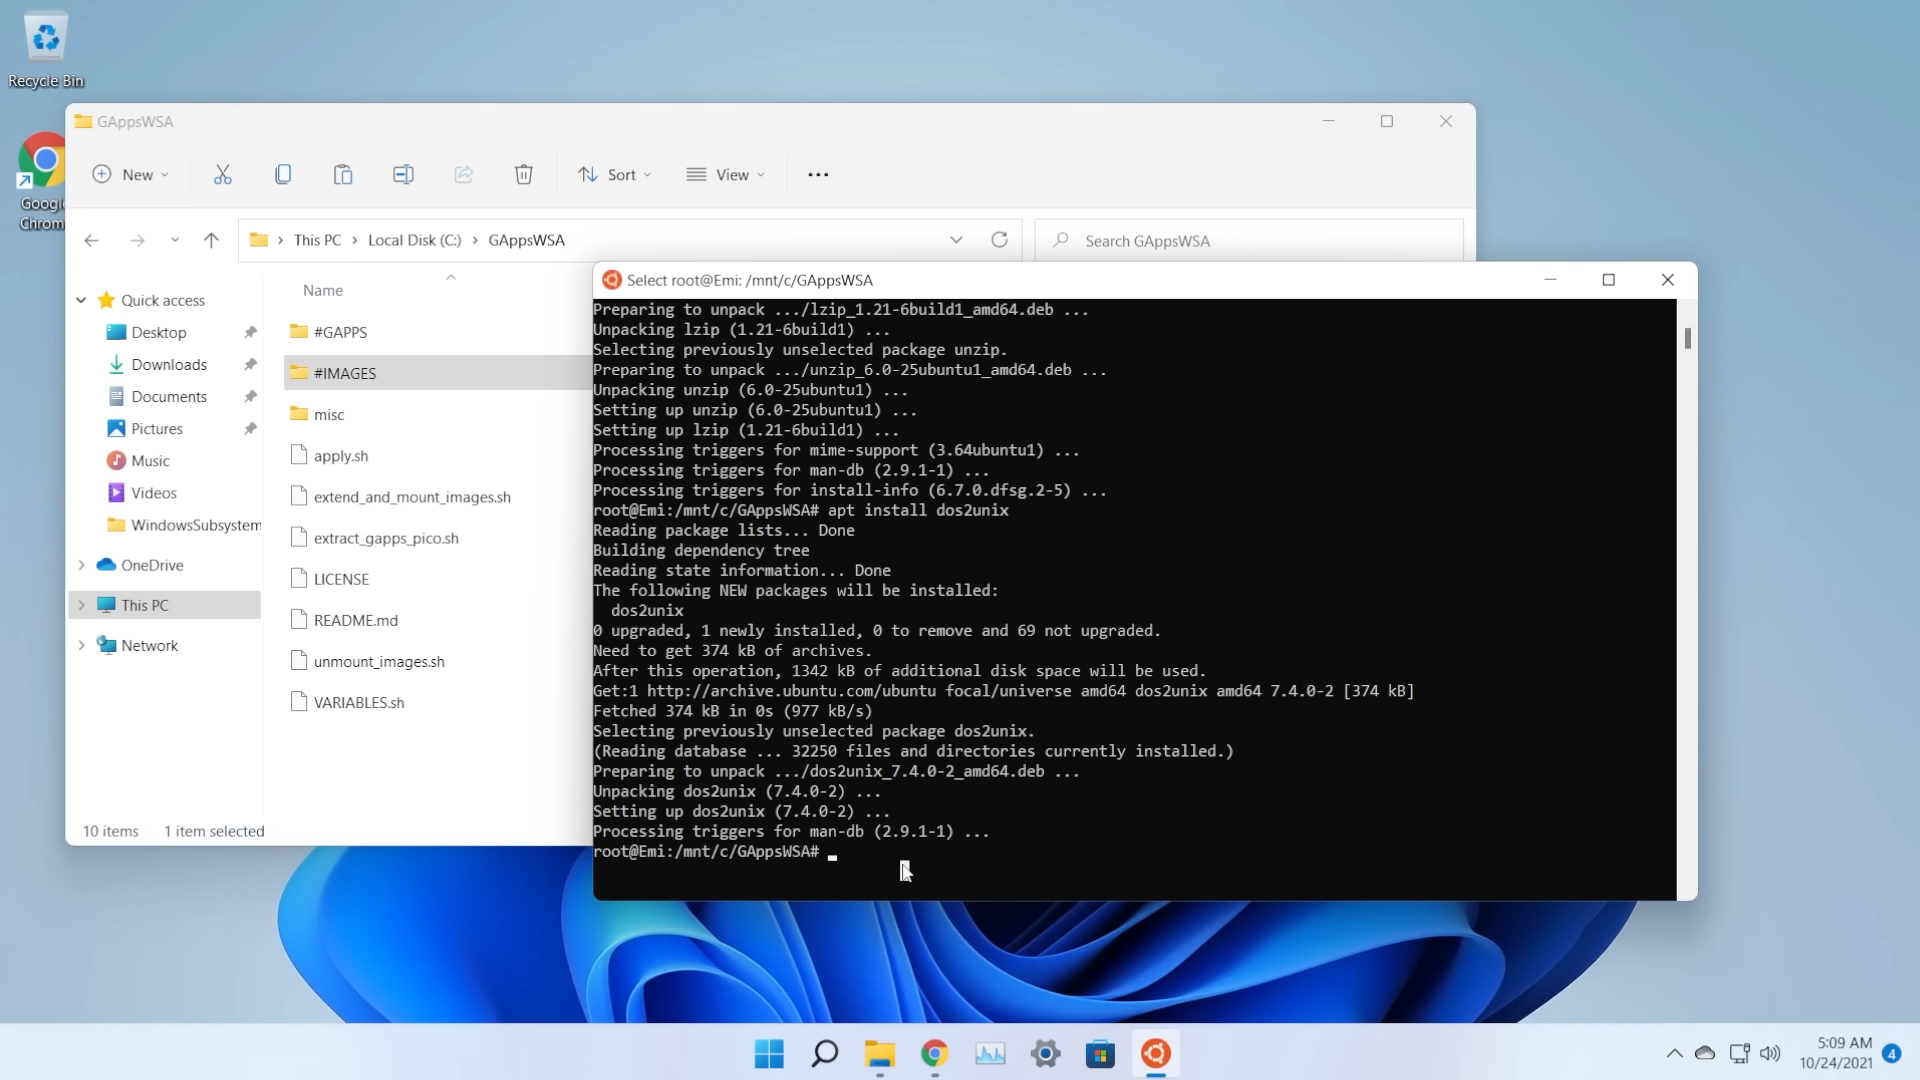 Recycle Bin
Google
Chrome
GAppsWSA
New
Sort
View
This PC
Local Disk (C:)
GAppsWSA
Search GAppsWSA
Quick access
Desktop
Downloads
Documents
Pictures
Music
Videos
WindowsSubsystem
OneDrive
This PC
Network
Name
#GAPPS
#IMAGES
misc
apply.sh
extend_and_mount_images.sh
extract_gapps_pico.sh
LICENSE
README.md
unmount_images.sh
VARIABLES.sh
10 items
1 item selected
Select root@Emi: /mnt/c/GAppsWSA
Preparing to unpack .../lzip_1.21-6build1_amd64.deb ...
Unpacking lzip (1.21-6build1) ...
Selecting previously unselected package unzip.
Preparing to unpack .../unzip_6.0-25ubuntu1_amd64.deb ...
Unpacking unzip (6.0-25ubuntu1) ...
Setting up unzip (6.0-25ubuntu1) ...
Setting up lzip (1.21-6build1) ...
Processing triggers for mime-support (3.64ubuntu1) ...
Processing triggers for man-db (2.9.1-1) ...
Processing triggers for install-info (6.7.0.dfsg.2-5) ...
root@Emi:/mnt/c/GAppsWSA# apt install dos2unix
Reading package lists... Done
Building dependency tree
Reading state information... Done
The following NEW packages will be installed:
dos2unix
0 upgraded, 1 newly installed, 0 to remove and 69 not upgraded.
Need to get 374 kB of archives.
After this operation, 1342 kB of additional disk space will be used.
Get:1 http://archive.ubuntu.com/ubuntu focal/universe amd64 dos2unix amd64 7.4.0-2 [374 kB]
Fetched 374 kB in 0s (977 kB/s)
Selecting previously unselected package dos2unix.
(Reading database ... 32250 files and directories currently installed.)
Preparing to unpack .../dos2unix_7.4.0-2_amd64.deb ...
Unpacking dos2unix (7.4.0-2) ...
Setting up dos2unix (7.4.0-2) ...
Processing triggers for man-db (2.9.1-1) ...
root@Emi:/mnt/c/GAppsWSA#
5:09 AM
10/24/2021
4